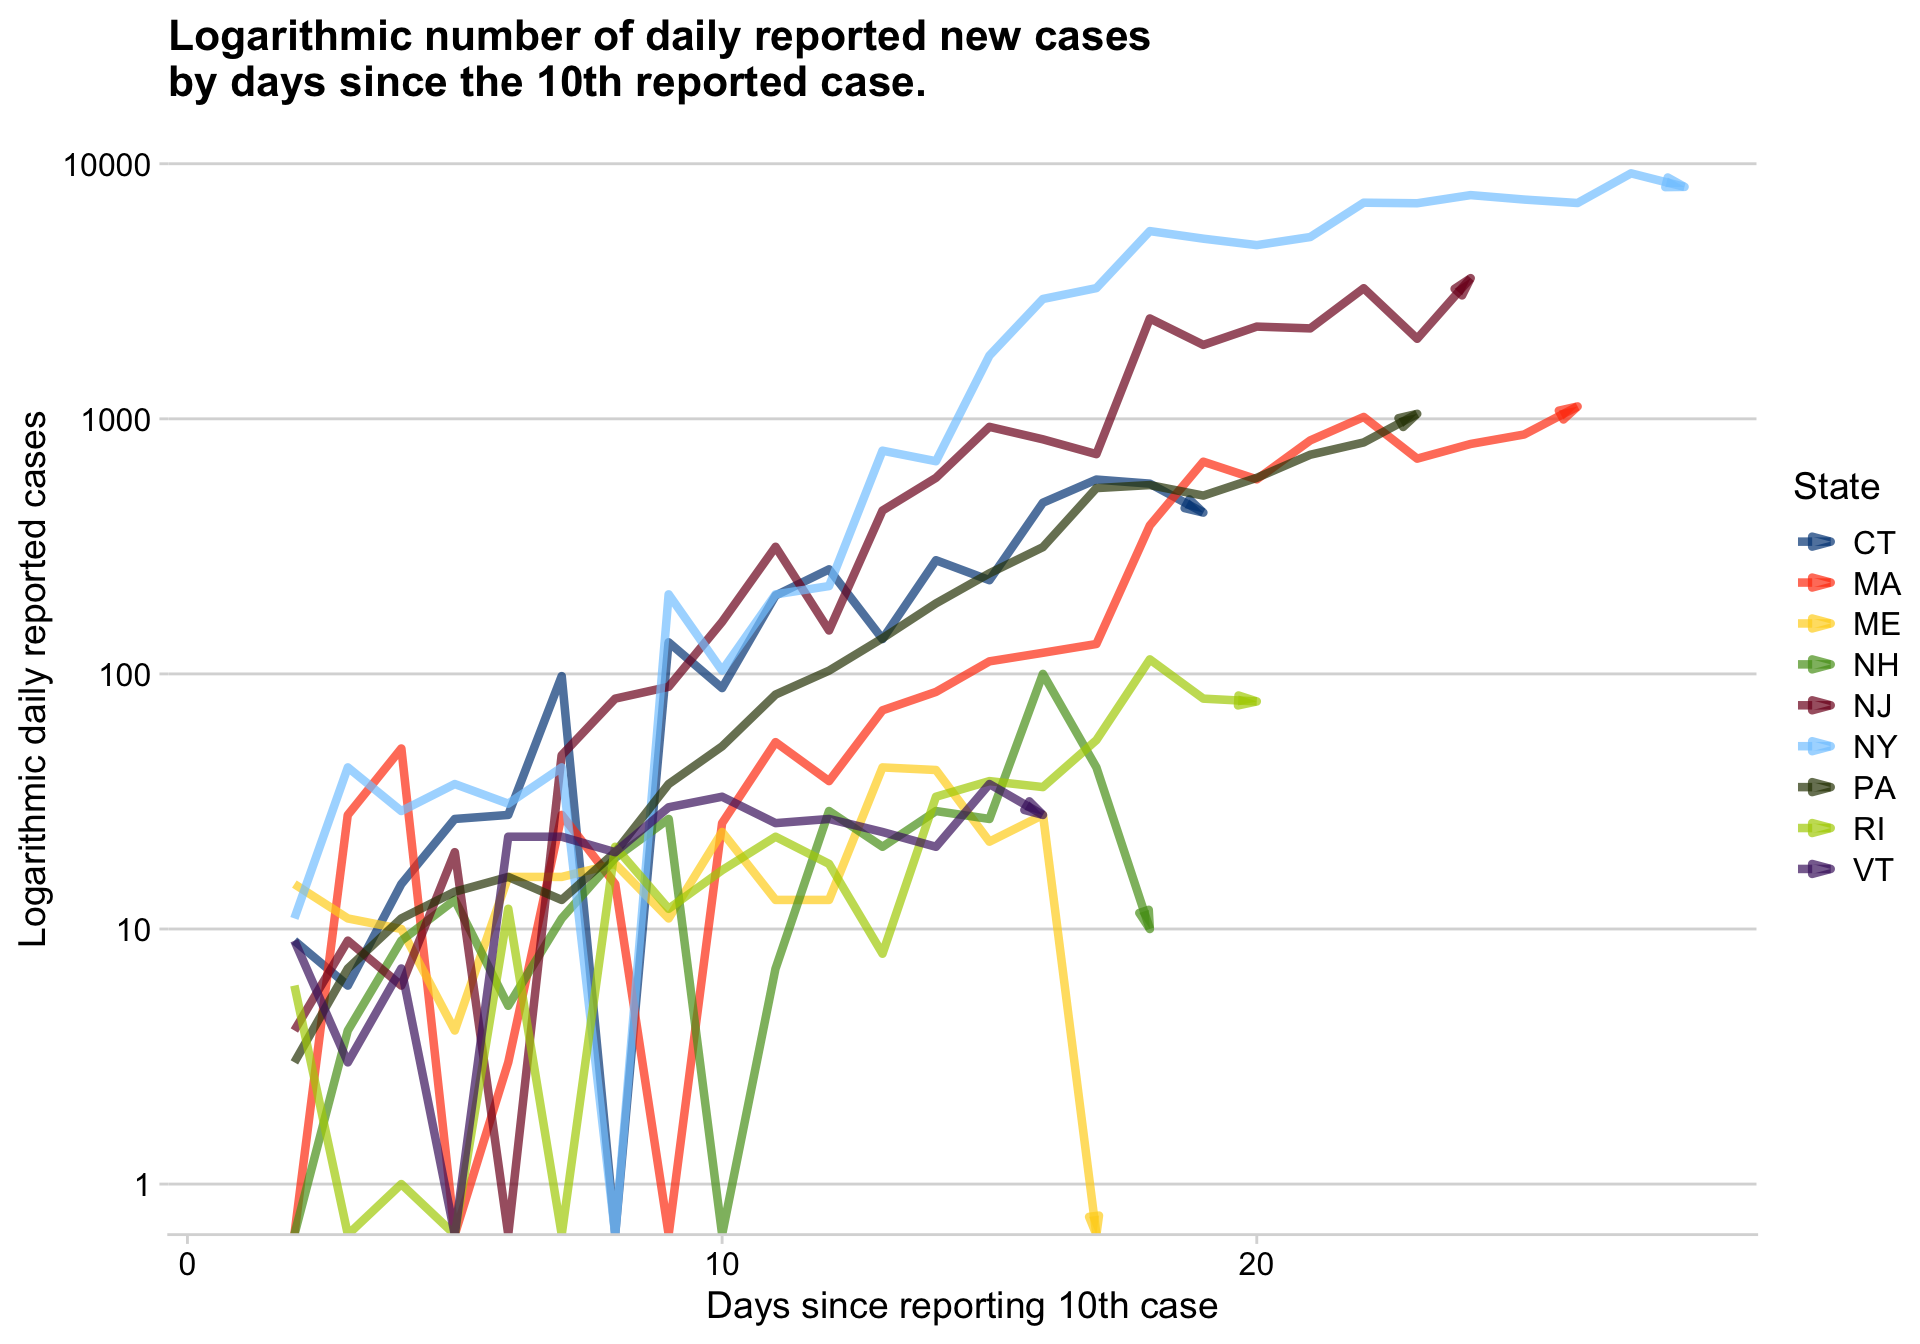 Logarithmic number of daily reported new cases
by days since the 10th reported case.
10000
1000
100
10
1
Logarithmic daily reported cases
0
10
20
Days since reporting 10th case
State
CT
MA
ME
NH
NJ
NY
PA
RI
VT